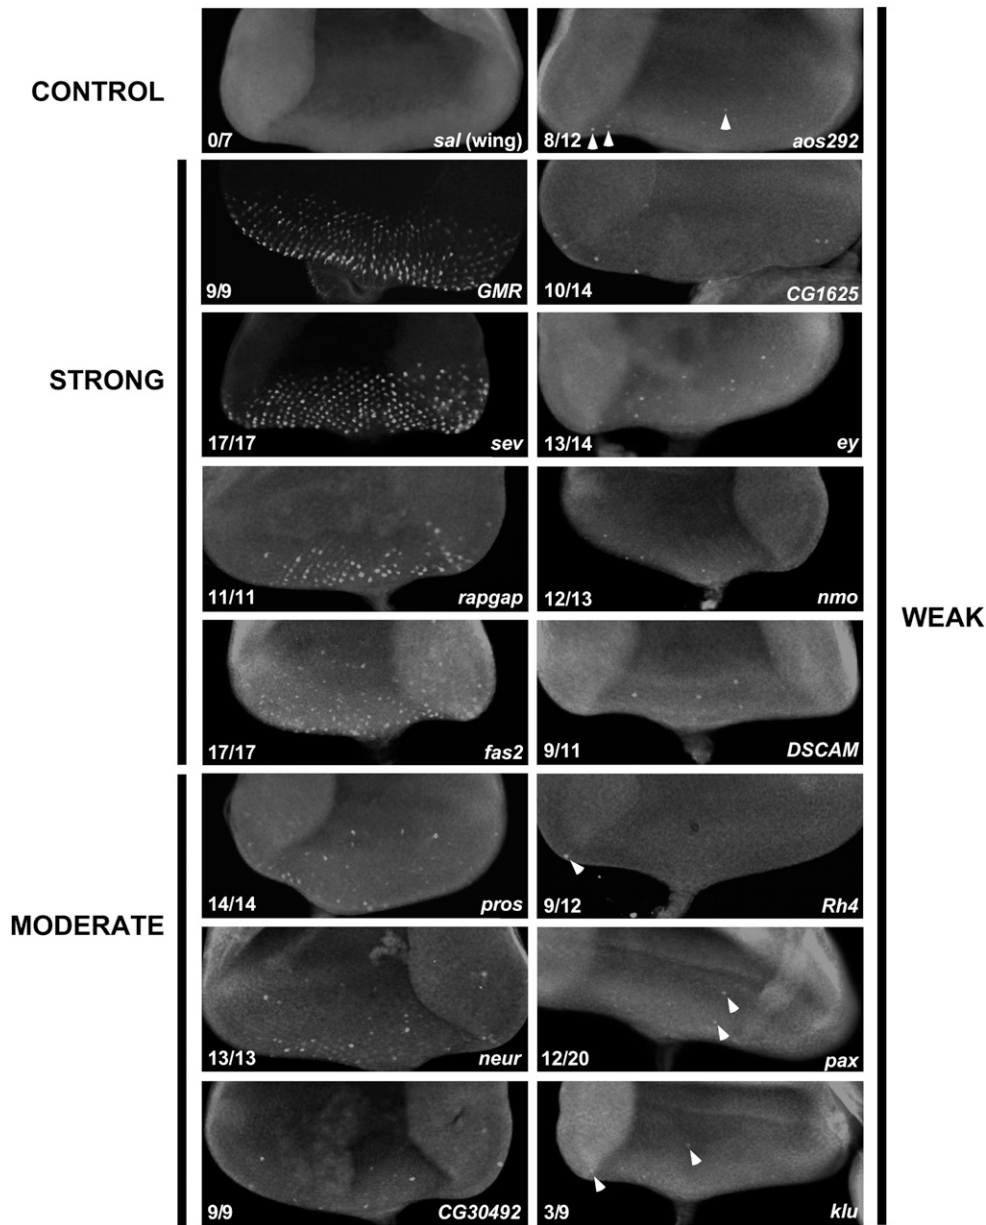 CONTROL
0/7 sal (wing)
8/12 aos292
9/9 GMR
10/14 CG1625
STRONG
17/17 sev
13/14 ey
11/11 rapgap
12/13 nmo
WEAK
17/17 fas2
9/11 DSCAM
14/14 pros
9/12 Rh4
MODERATE
13/13 neur
12/20 pax
9/9 CG30492
3/9 klu